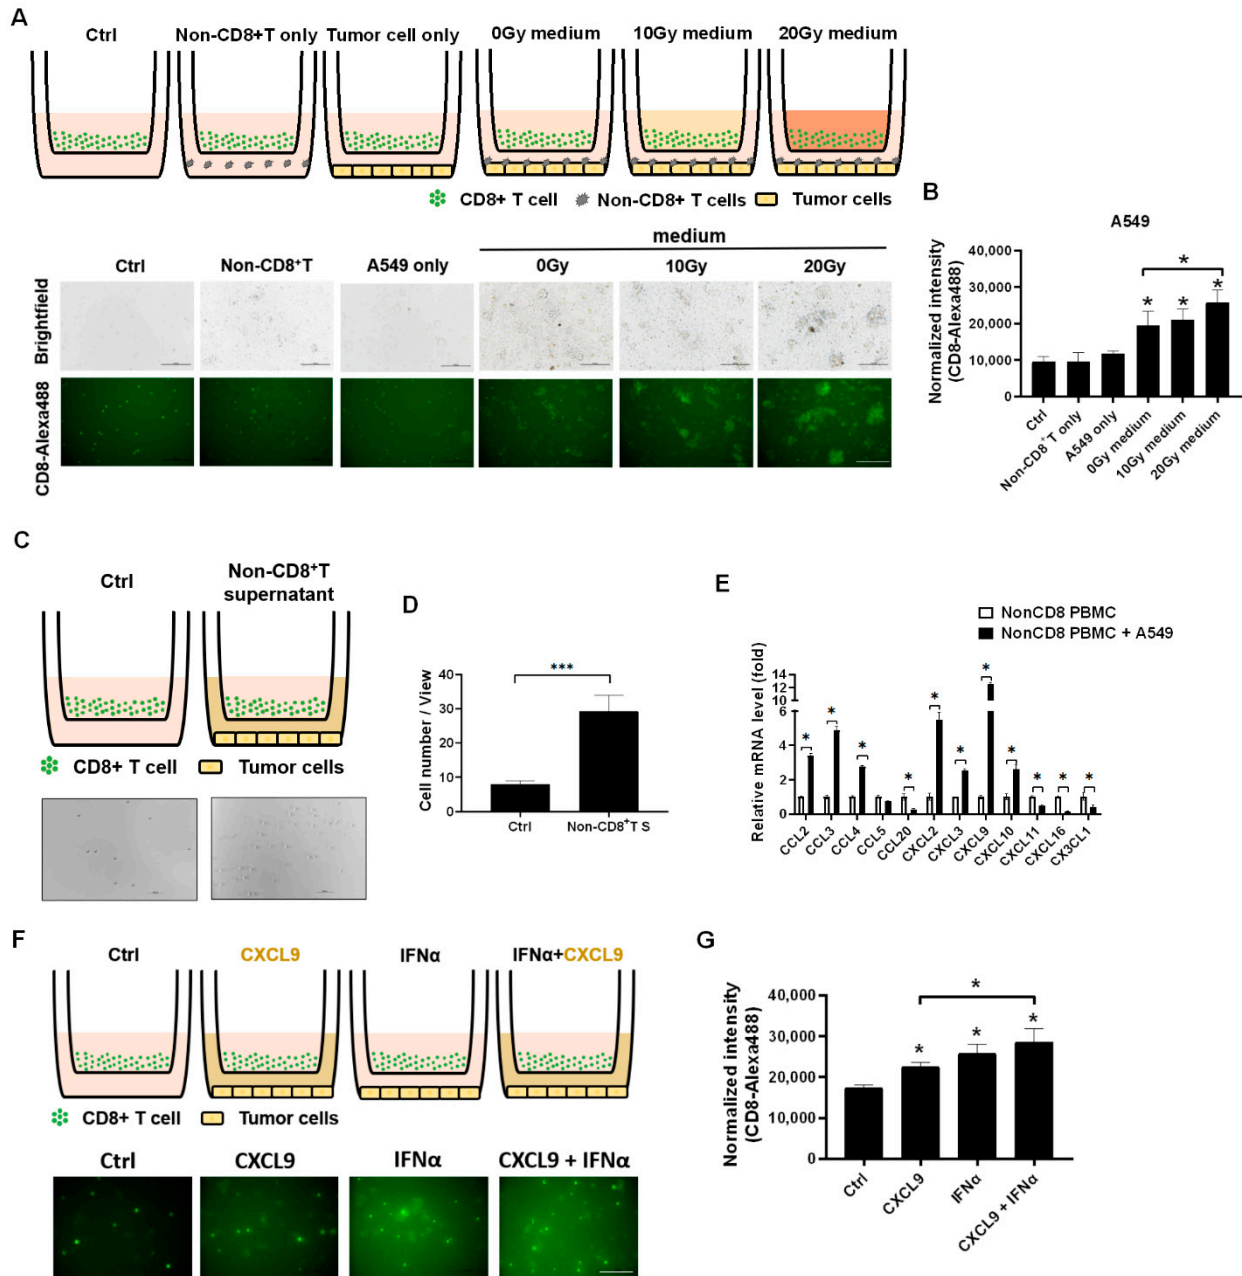 A
Ctrl
Non-CD8+T only
Tumor cell only
0Gy medium
10Gy medium
20Gy medium
CD8+ T cell
Non-CD8+ T cells
Tumor cells
medium
Ctrl
Non-CD8⁺T
A549 only
0Gy
10Gy
20Gy
Brightfield
CD8-Alexa488
B
A549
Normalized intensity
(CD8-Alexa488)
40,000
30,000
20,000
10,000
0
*
*
*
*
Ctrl
Non-CD8⁺T only
A549 only
0Gy medium
10Gy medium
20Gy medium
C
Ctrl
Non-CD8⁺T
supernatant
CD8+ T cell
Tumor cells
D
Cell number / View
40
30
20
10
0
***
Ctrl
Non-CD8⁺T S
E
NonCD8 PBMC
NonCD8 PBMC + A549
Relative mRNA level (fold)
14
12
10
6
4
2
0
*
*
*
*
*
*
*
*
*
*
*
CCL2
CCL3
CCL4
CCL5
CCL20
CXCL2
CXCL3
CXCL9
CXCL10
CXCL11
CXCL16
CX3CL1
F
Ctrl
CXCL9
IFNα
IFNα+CXCL9
CD8+ T cell
Tumor cells
Ctrl
CXCL9
IFNα
CXCL9 + IFNα
G
Normalized intensity
(CD8-Alexa488)
40,000
30,000
20,000
10,000
0
*
*
*
*
Ctrl
CXCL9
IFNα
CXCL9 + IFNα